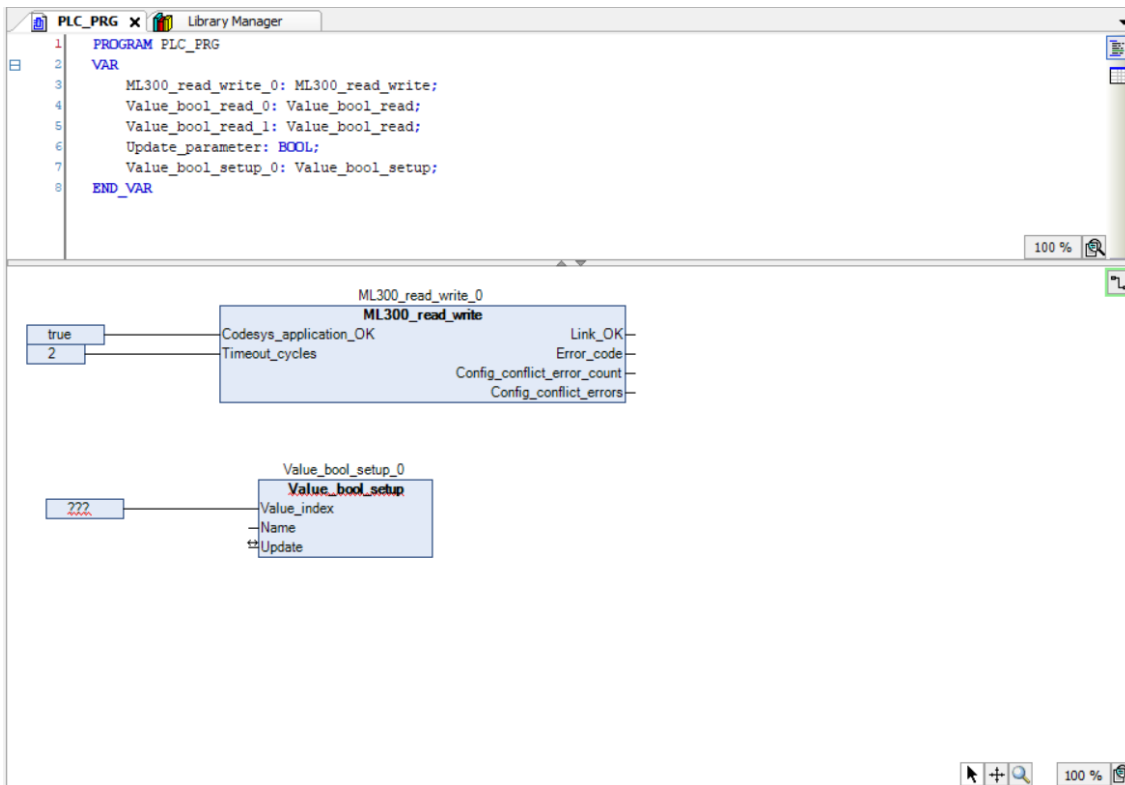 PLC_PRG Library Manager
1 PROGRAM PLC_PRG
2 VAR
3 ML300_read_write_0: ML300_read_write;
4 Value_bool_read_0: Value_bool_read;
5 Value_bool_read_1: Value_bool_read;
6 Update_parameter: BOOL;
7 Value_bool_setup_0: Value_bool_setup;
8 END_VAR
100 %
ML300_read_write_0
ML300_read_write
true Codesys_application_OK Link_OK
2 Timeout_cycles Error_code
Config_conflict_error_count
Config_conflict_errors
Value_bool_setup_0
Value_bool_setup
??? Value_index
Name
Update
100 %